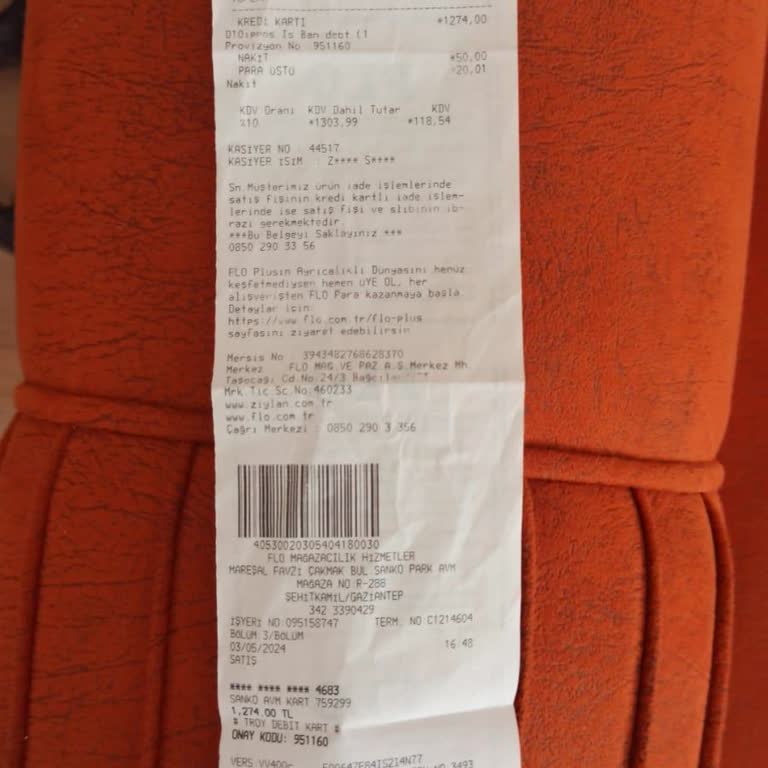 KREDİ KARTI *1274,00
Is Ban debt (1
Provizyon No 951160
NAKİT *50,00
PARA ÜSTÜ *20,01
Nakit
KDV Oranı KDV Dahil Tutar KDV
%10 *1303,99 *118,54
KASİYER NO : 44517
KASİYER İSİM : Z**** S****
Sn Müşterimiz ürün iade işlemlerinde
satış fişinin kredi kartlı iade işlem-
lerinde ise satış fişi ve slibinin ib-
razı gerekmektedir.
***Bu Belgeyi Saklayınız ***
0850 290 33 56
FLO Plusın Ayrıcalıklı Dünyasını henüz
keşfetmediysen hemen ÜYE OL, her
alışverişten FLO Para kazanmaya başla.
Detaylar için:
https://www.flo.com.tr/flo-plus
sayfasını ziyaret edebilirsin
Mersis No 3943482768628370
Merkez FLO MAĞ VE PAZ A.Ş.Merkez Mh.
Taşocağı Cd No:24/3
Mrk.Tic.Sc.No:460233
www.ziylan.com.tr
www.flo.com.tr
Çağrı Merkezi : 0850 290 3 356
40530020305404180030
FLO MAĞAZACILIK HİZMETLER
MAREŞAL FAVZİ ÇAKMAK BUL SANKO PARK AVM
MAĞAZA NO R-288
ŞEHİTKAMİL/GAZİANTEP
342 3390429
İŞYERİ NO:095158747 TERM. NO C1214604
BÖLÜM 3/BÖLÜM
03/05/2024 16:48
SATIŞ
**** **** **** 4683
SANKO AVM KART 759299
1.274,00 TL
# TROY DEBIT KART #
ONAY KODU: 951160